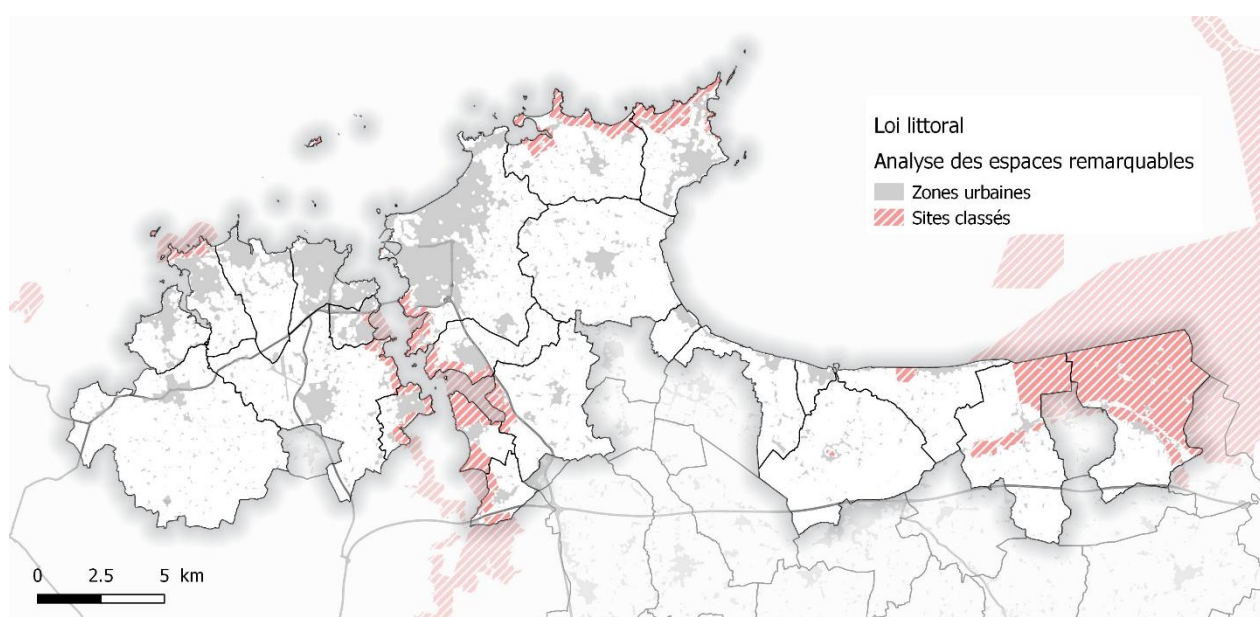 Loi littoral
Analyse des espaces remarquables
Zones urbaines
Sites classés
0 2.5 5 km